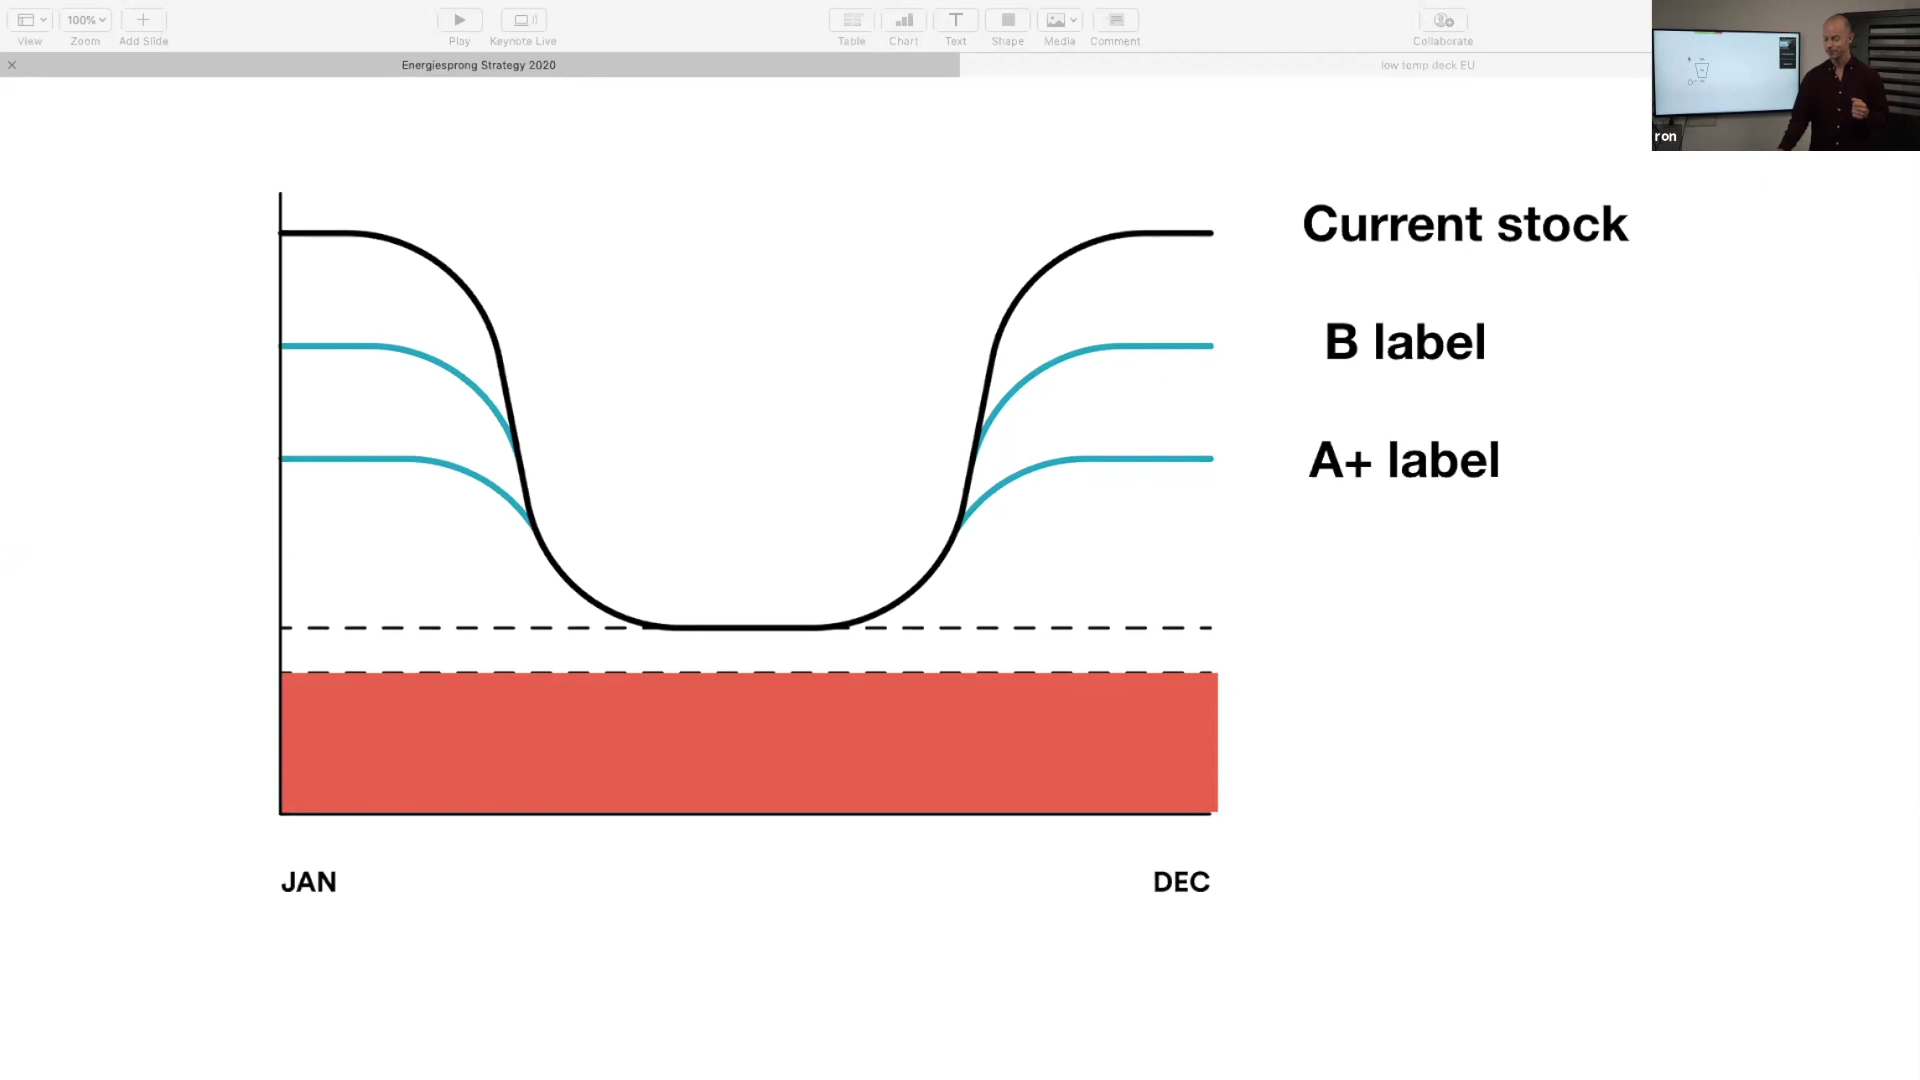 100%
View
Zoom
Add Slide
Play
Keynote Live
Table
Chart
Text
Shape
Media
Comment
Collaborate
Energiesprong Strategy 2020
low temp deck EU
ron
Current stock
B label
A+ label
JAN
DEC